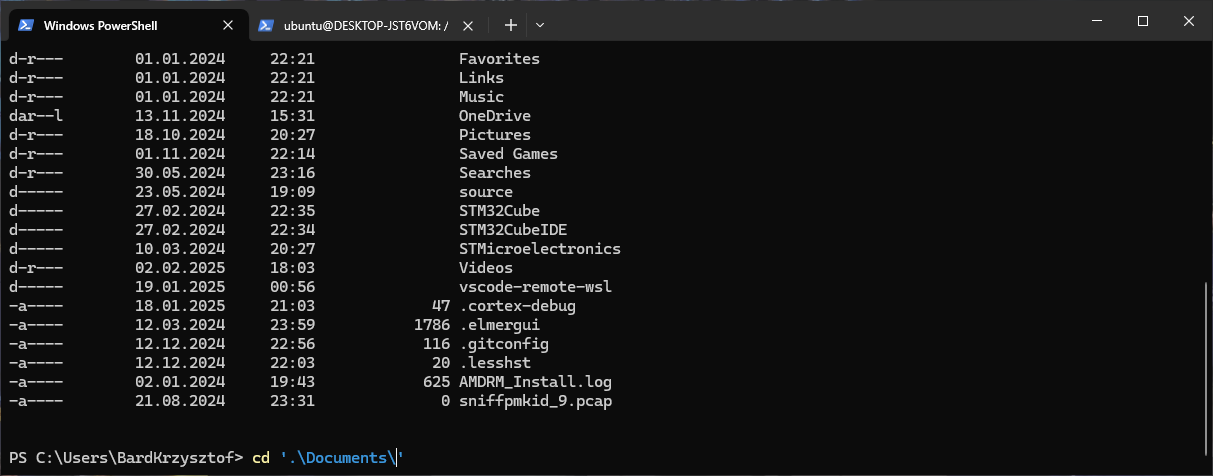 Windows PowerShell ubuntu@DESKTOP-JST6VOM: /
d-r--- 01.01.2024 22:21 Favorites
d-r--- 01.01.2024 22:21 Links
d-r--- 01.01.2024 22:21 Music
dar--l 13.11.2024 15:31 OneDrive
d-r--- 18.10.2024 20:27 Pictures
d-r--- 01.11.2024 22:14 Saved Games
d-r--- 30.05.2024 23:16 Searches
d----- 23.05.2024 19:09 source
d----- 27.02.2024 22:35 STM32Cube
d----- 27.02.2024 22:34 STM32CubeIDE
d----- 10.03.2024 20:27 STMicroelectronics
d-r--- 02.02.2025 18:03 Videos
d----- 19.01.2025 00:56 vscode-remote-wsl
-a---- 18.01.2025 21:03 47 .cortex-debug
-a---- 12.03.2024 23:59 1786 .elmergui
-a---- 12.12.2024 22:56 116 .gitconfig
-a---- 12.12.2024 22:03 20 .lesshst
-a---- 02.01.2024 19:43 625 AMDRM_Install.log
-a---- 21.08.2024 23:31 0 sniffpmkid_9.pcap
PS C:\Users\BardKrzysztof> cd '.\Documents\'